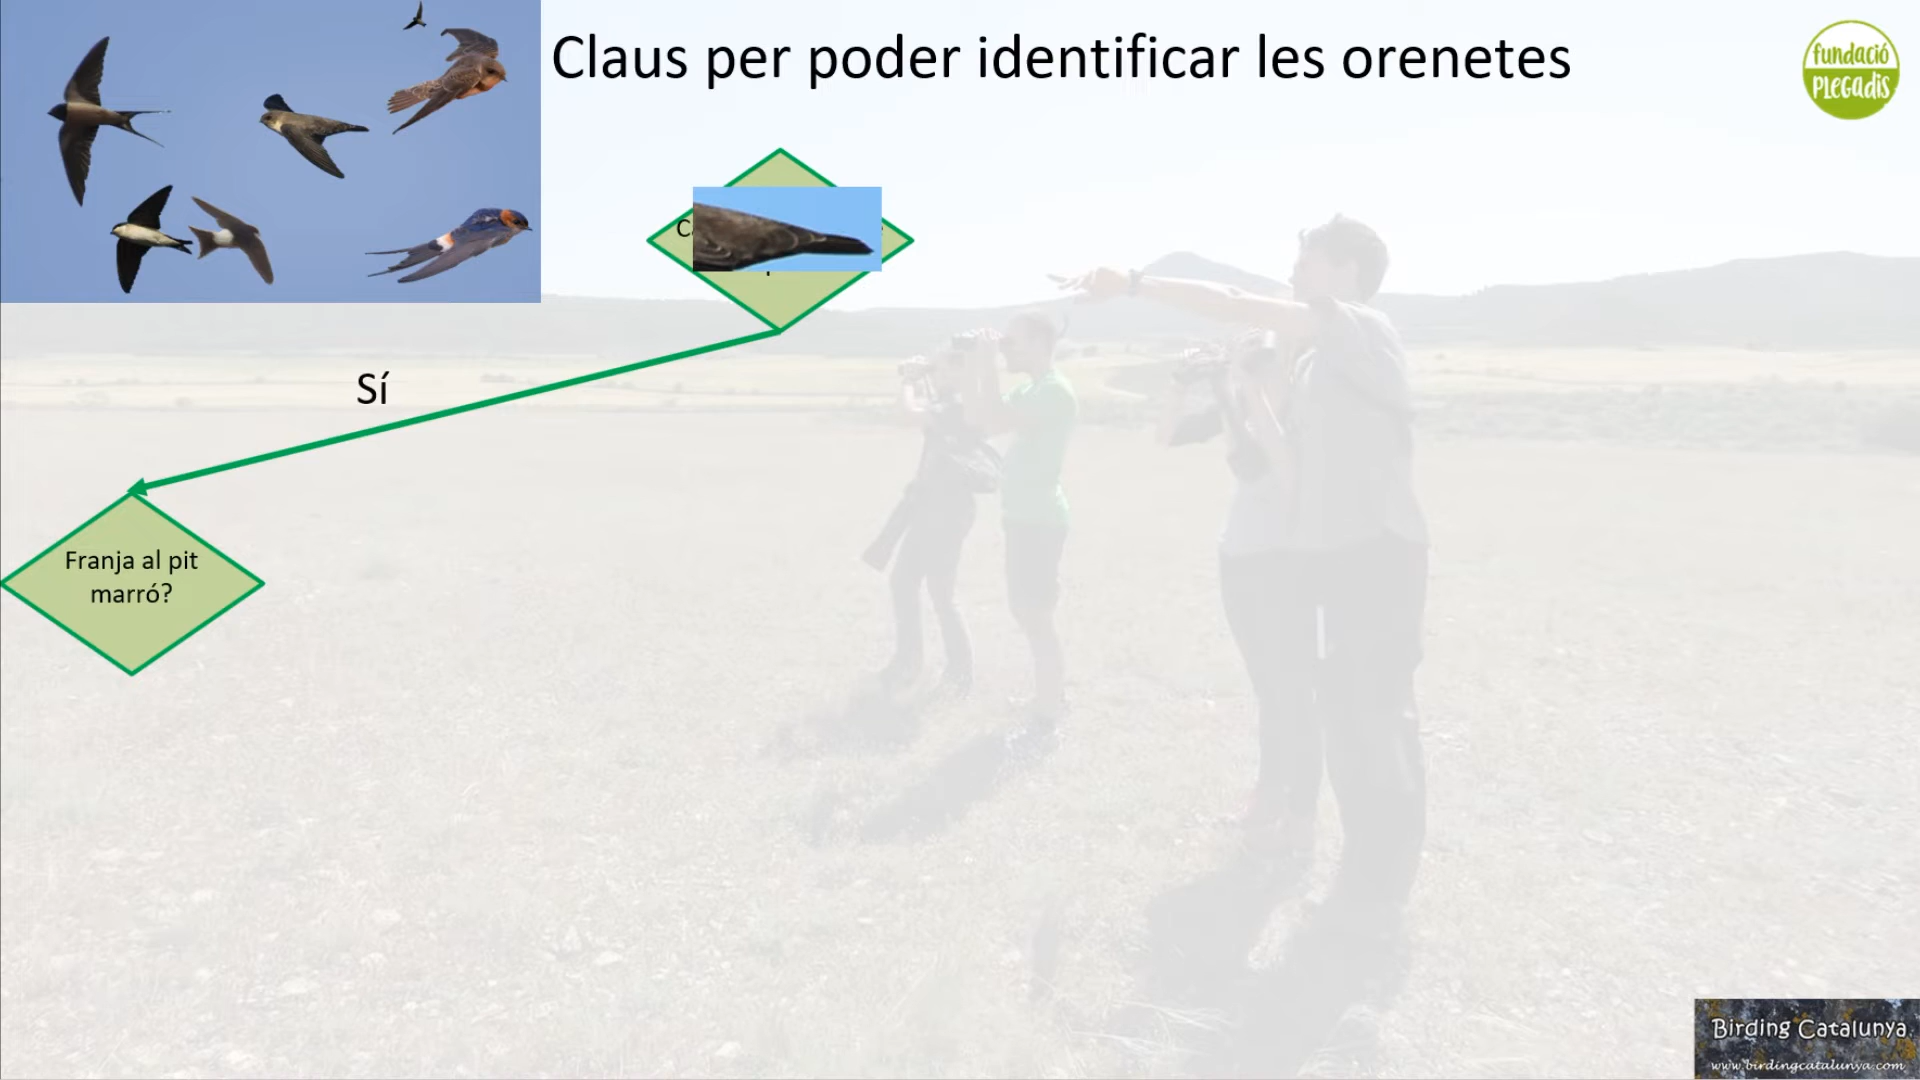 Claus per poder identificar les orenetes
fundació
PLEGADIS
Sí
Franja al pit
marró?
Birding Catalunya
www.birdingcatalunya.com